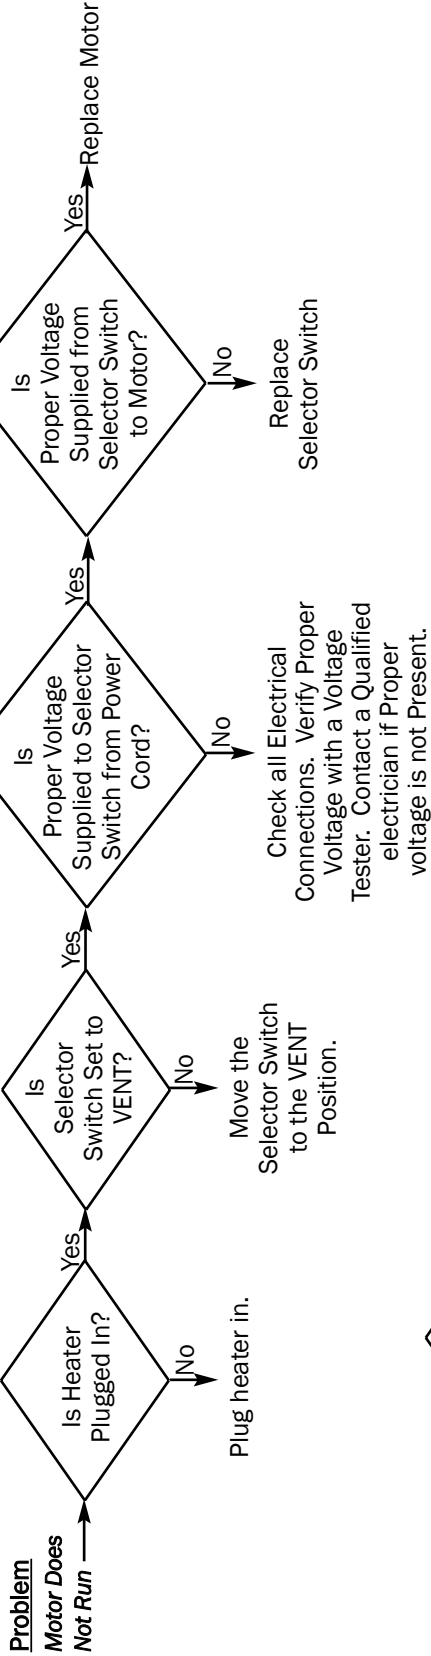 Problem
Motor Does
Not Run
Is Heater
Plugged In?
Yes
No
Plug heater in.
Is
Selector
Switch Set to
VENT?
Yes
No
Move the
Selector Switch
to the VENT
Position.
Is
Proper Voltage
Supplied to Selector
Switch from Power
Cord?
Yes
No
Check all Electrical
Connections. Verify Proper
Voltage with a Voltage
Tester. Contact a Qualified
electrician if Proper
voltage is not Present.
Is
Proper Voltage
Supplied from
Selector Switch
to Motor?
Yes
No
Replace
Selector Switch
Replace Motor